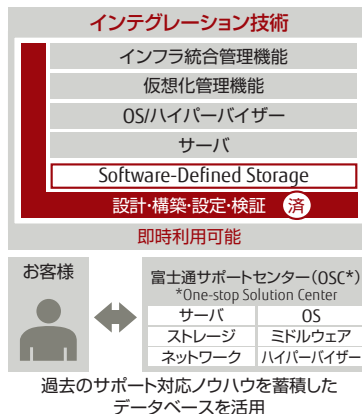 インテグレーション技術
インフラ統合管理機能
仮想化管理機能
OS/ハイパーバイザー
サーバ
Software-Defined Storage
設計・構築・設定・検証 済
即時利用可能
お客様
富士通サポートセンター(OSC*)
*One-stop Solution Center
サーバ OS
ストレージ ミドルウェア
ネットワーク ハイパーバイザー
過去のサポート対応ノウハウを蓄積した
データベースを活用